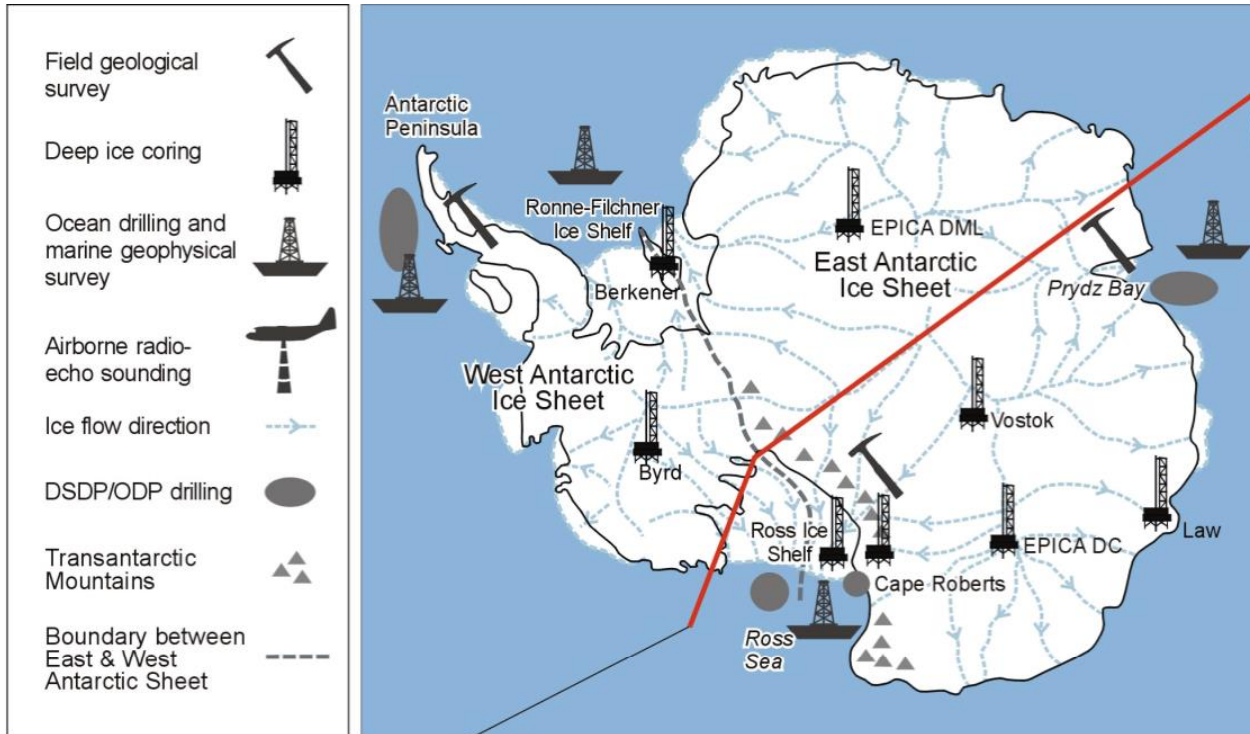 Field geological
survey
Deep ice coring
Ocean drilling and
marine geophysical
survey
Airborne radio-
echo sounding
Ice flow direction
DSDP/ODP drilling
Transantarctic
Mountains
Boundary between
East & West
Antarctic Sheet
Antarctic
Peninsula
Ronne-Filchner
Ice Shelf
Berkener
EPICA DML
East Antarctic
Ice Sheet
Prydz Bay
West Antarctic
Ice Sheet
Byrd
Vostok
Ross Ice
Shelf
EPICA DC
Law
Cape Roberts
Ross
Sea